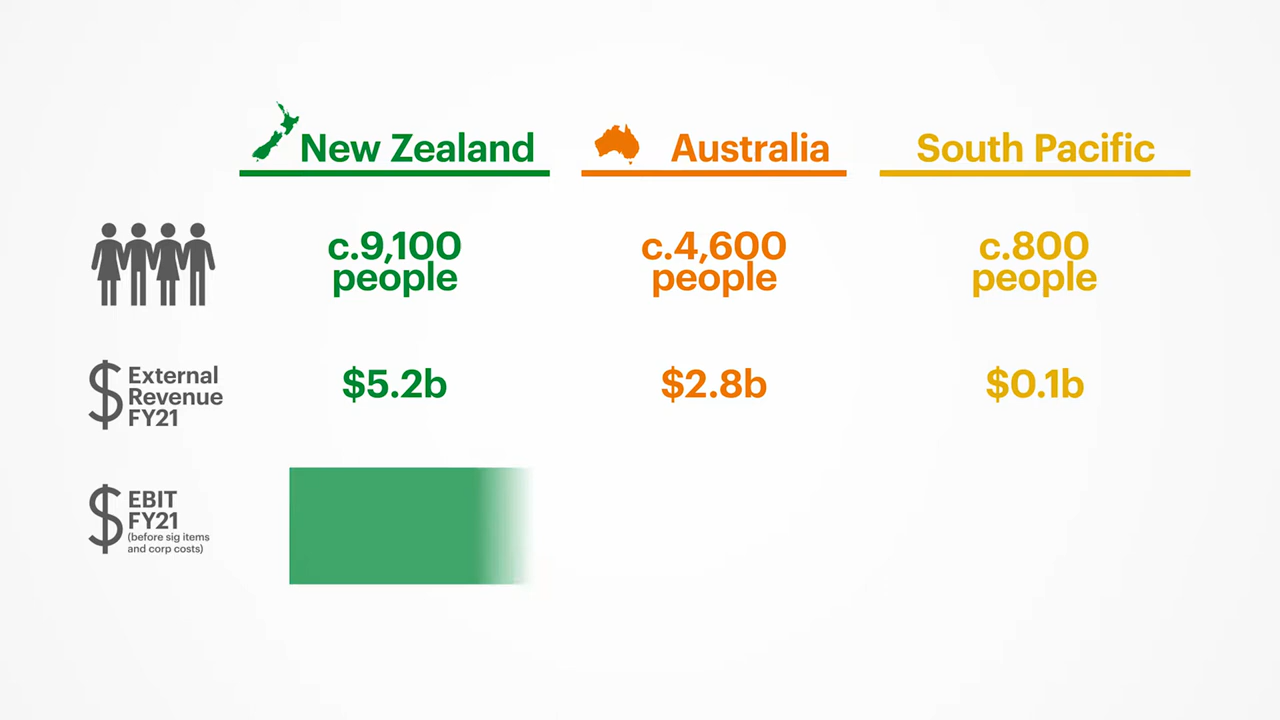 New Zealand
Australia
South Pacific
c.9,100
people
c.4,600
people
c.800
people
$ External
Revenue
FY21
$5.2b
$2.8b
$0.1b
$ EBIT
FY21
(before sig items
and corp costs)